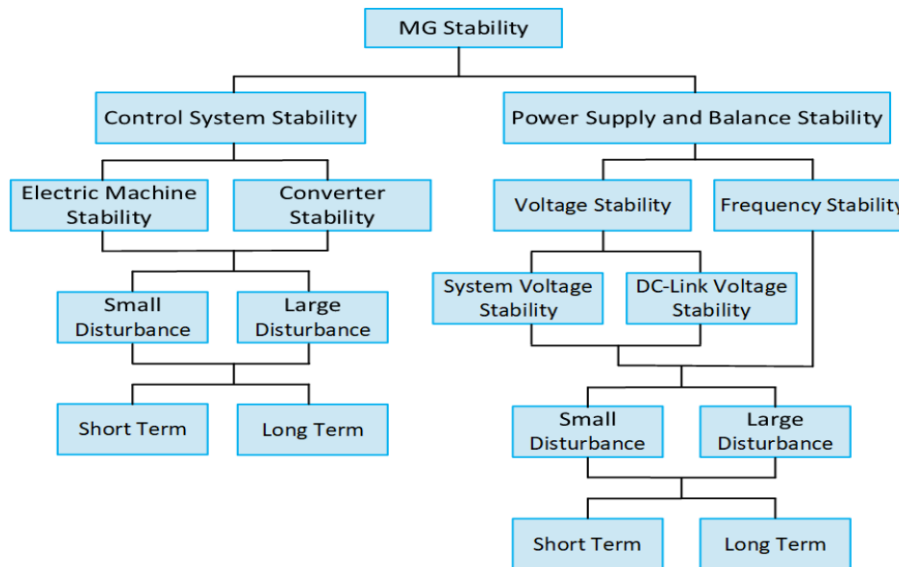 MG Stability
Control System Stability
Power Supply and Balance Stability
Electric Machine
Stability
Converter
Stability
Voltage Stability
Frequency Stability
Small
Disturbance
Large
Disturbance
System Voltage
Stability
DC-Link Voltage
Stability
Short Term
Long Term
Small
Disturbance
Large
Disturbance
Short Term
Long Term